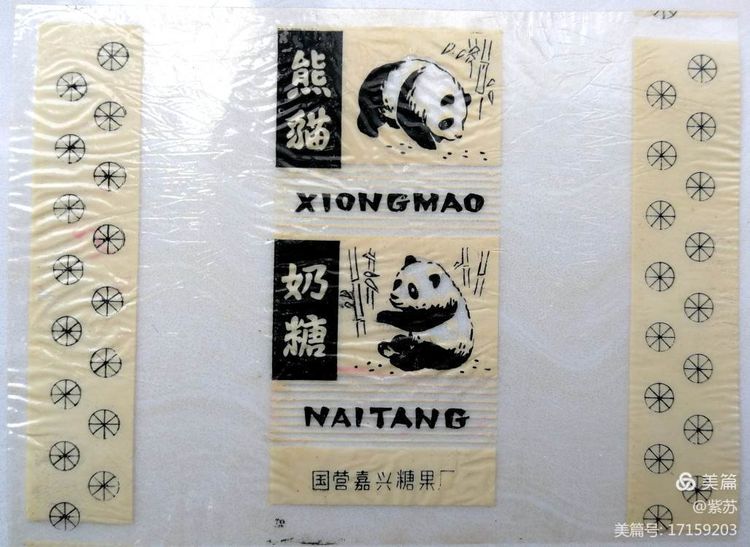 熊貓
XIONGMAO
奶糖
NAITANG
国营嘉兴糖果厂
美篇
@紫苏
美篇号: 17159203